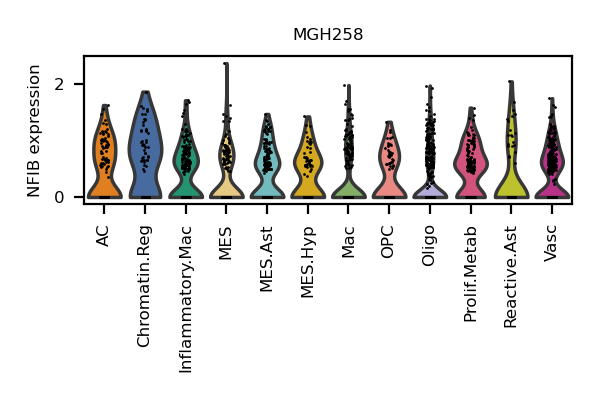 MGH258
NFIB expression
2
0
AC
Chromatin.Reg
Inflammatory.Mac
MES
MES.Ast
MES.Hyp
Mac
OPC
Oligo
Prolif.Metab
Reactive.Ast
Vasc